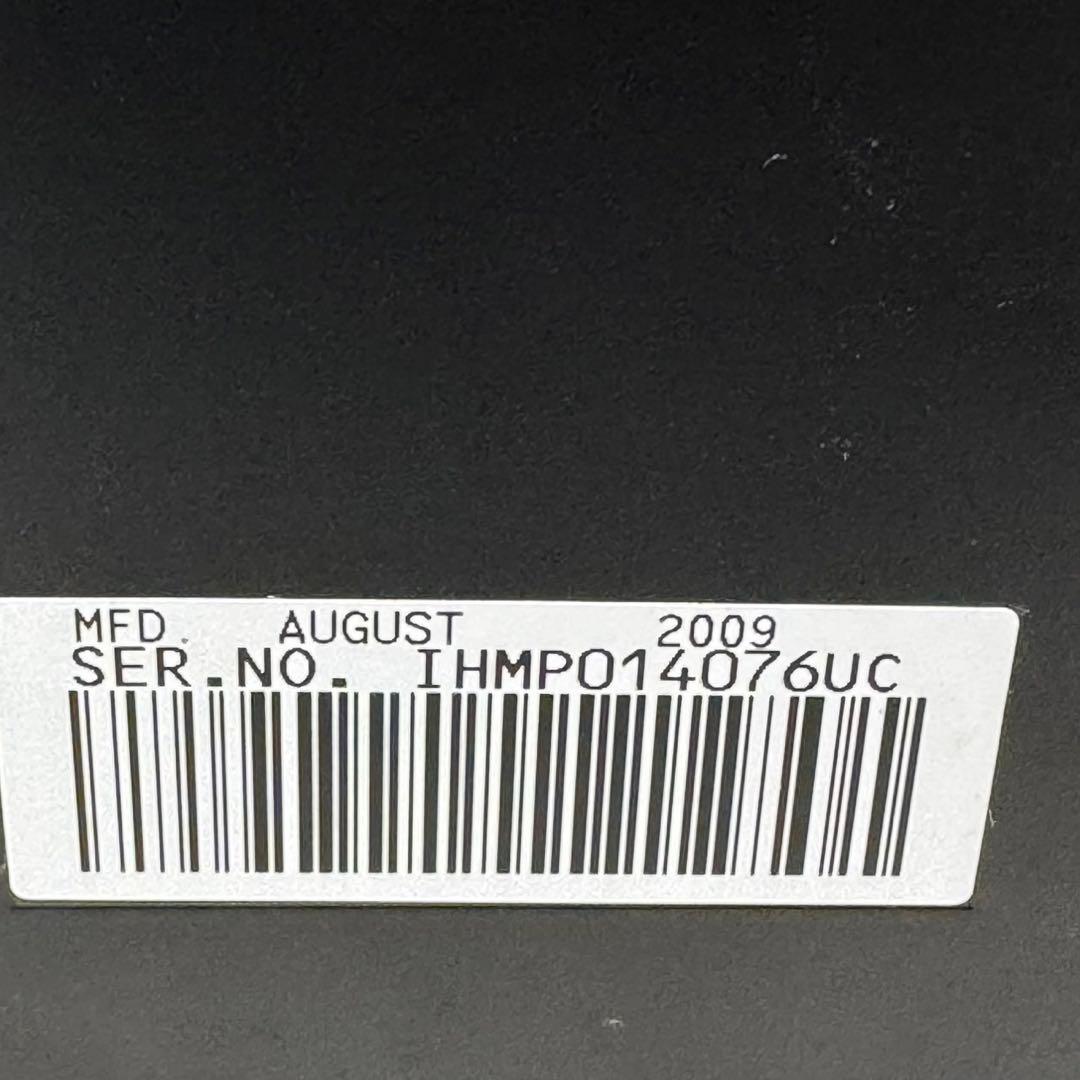 MFD. AUGUST 2009
SER.NO. IHMP014076UC